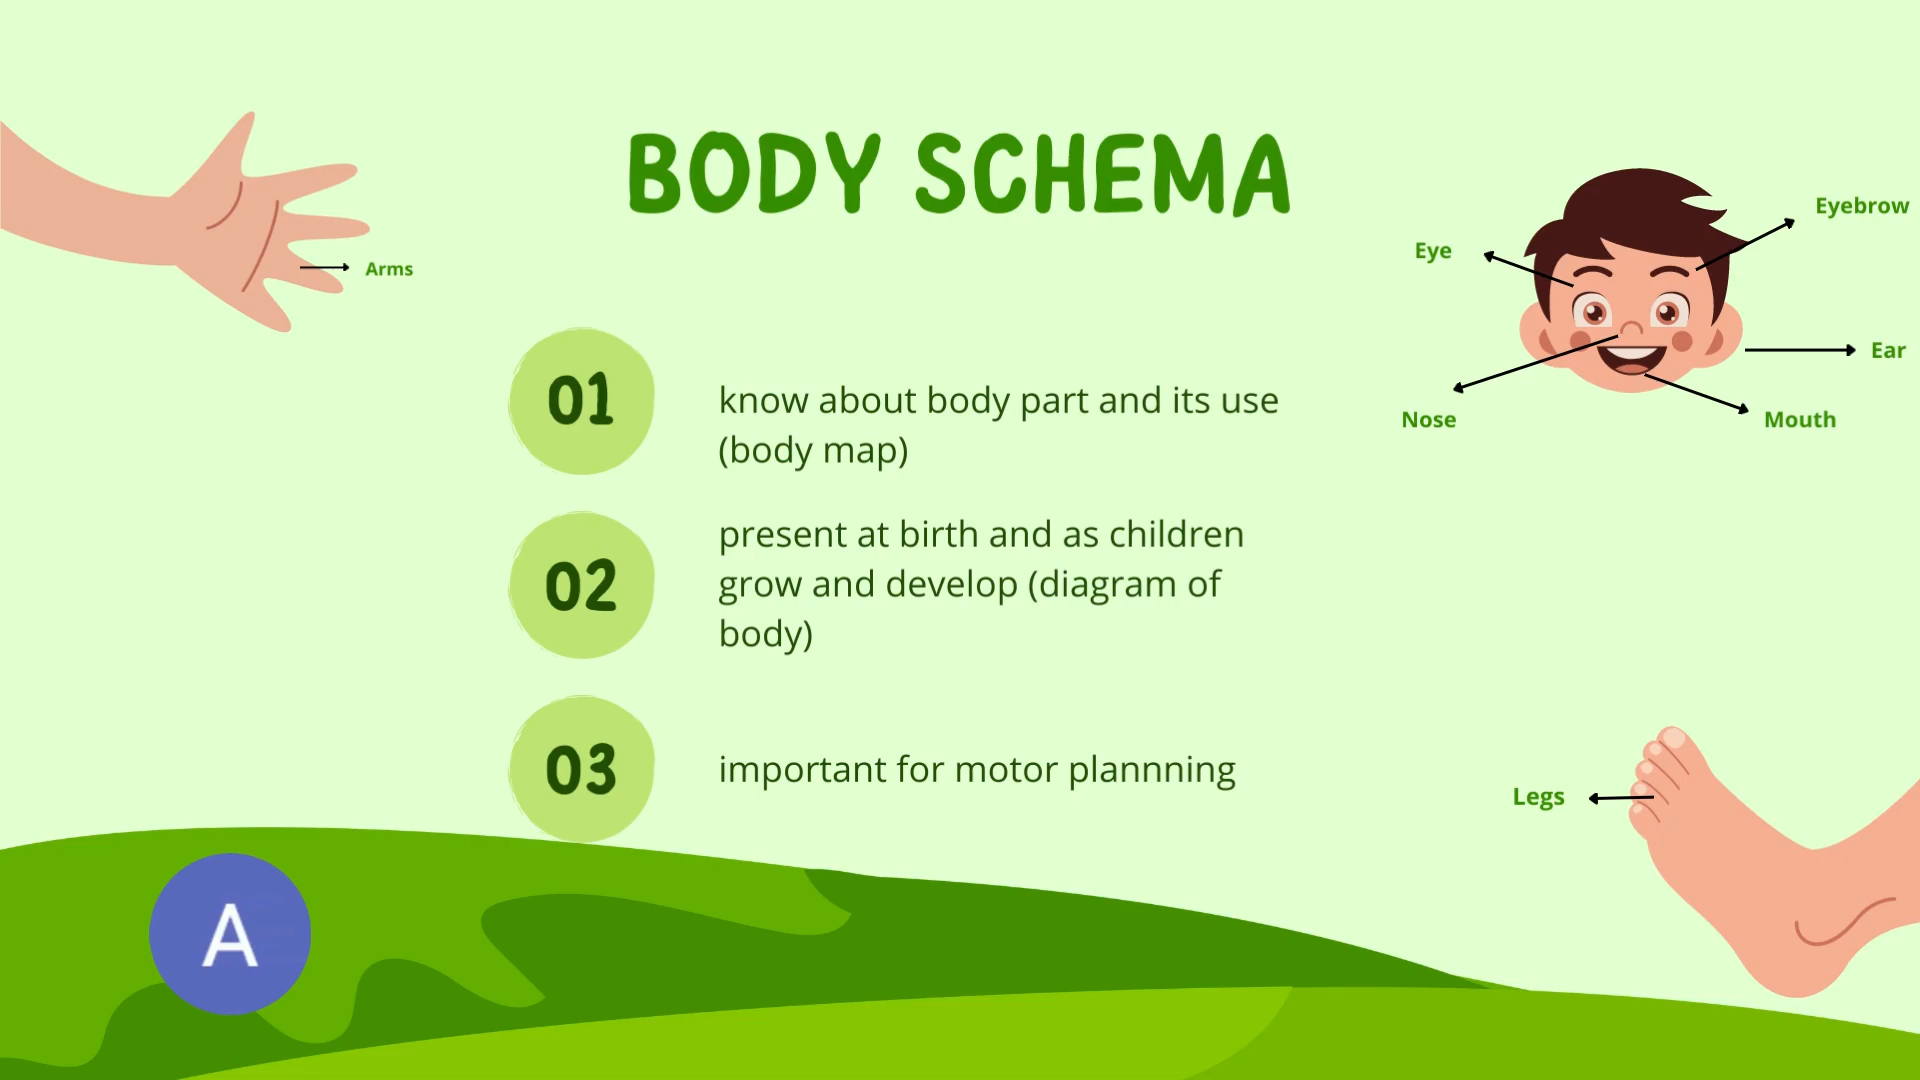 BODY SCHEMA
Arms
Eyebrow
Eye
Ear
Nose
Mouth
01
know about body part and its use
(body map)
02
present at birth and as children
grow and develop (diagram of
body)
03
important for motor plannning
Legs
A